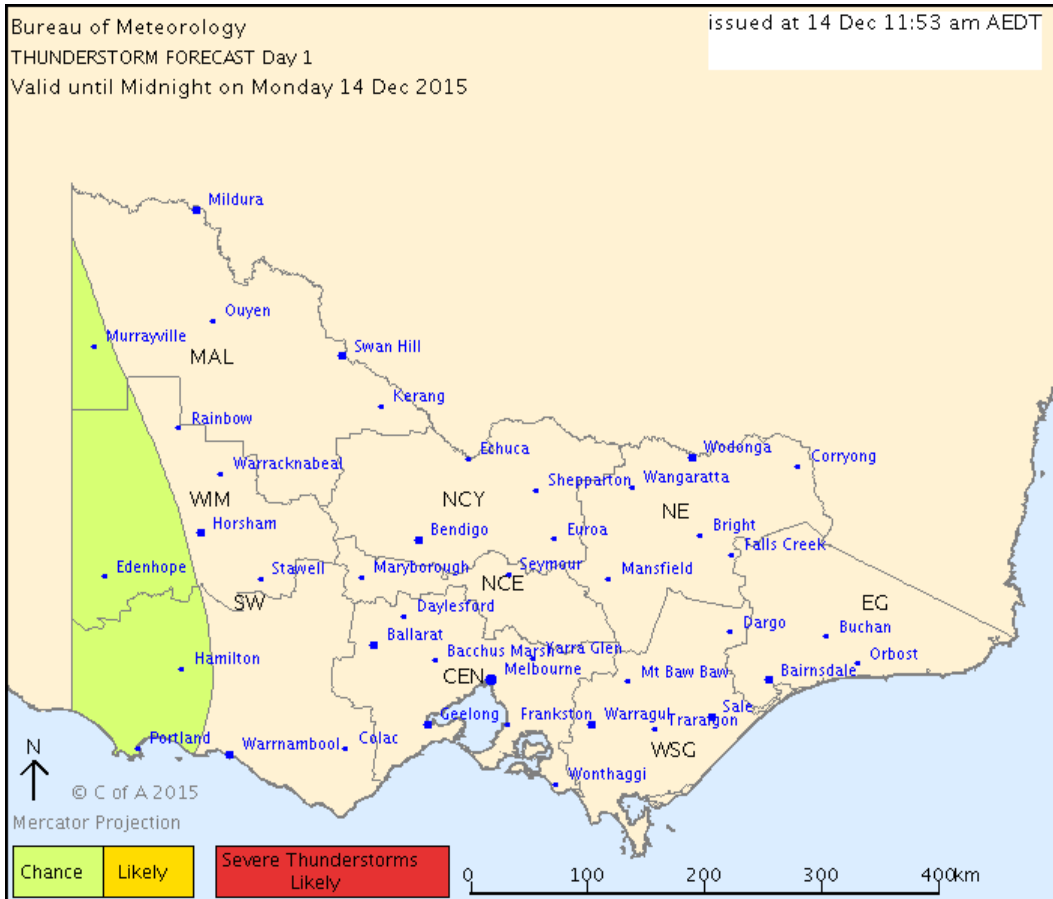 Bureau of Meteorology
issued at 14 Dec 11:53 am AEDT
THUNDERSTORM FORECAST Day 1
Valid until Midnight on Monday 14 Dec 2015
Mildura
Ouyen
Murrayville
MAL
Swan Hill
Kerang
Rainbow
Echuca
Wodonga
Corryong
Warracknabeal
Shepparton
Wangaratta
WIM
NCY
NE
Horsham
Bendigo
Euroa
Bright
Falls Creek
Edenhope
Stawell
Maryborough
Seymour
Mansfield
NCE
SW
EG
Daylesford
Dargo
Buchan
Ballarat
Bacchus Marsh
Yarra Glen
Orbost
Hamilton
CEN
Melbourne
Mt Baw Baw
Bairnsdale
Geelong
Frankston
Warragul
Traralgon
Sale
Portland
Warrnambool
Colac
WSG
N
Wonthaggi
© C of A 2015
Mercator Projection
Chance
Likely
Severe Thunderstorms
Likely
0
100
200
300
400km